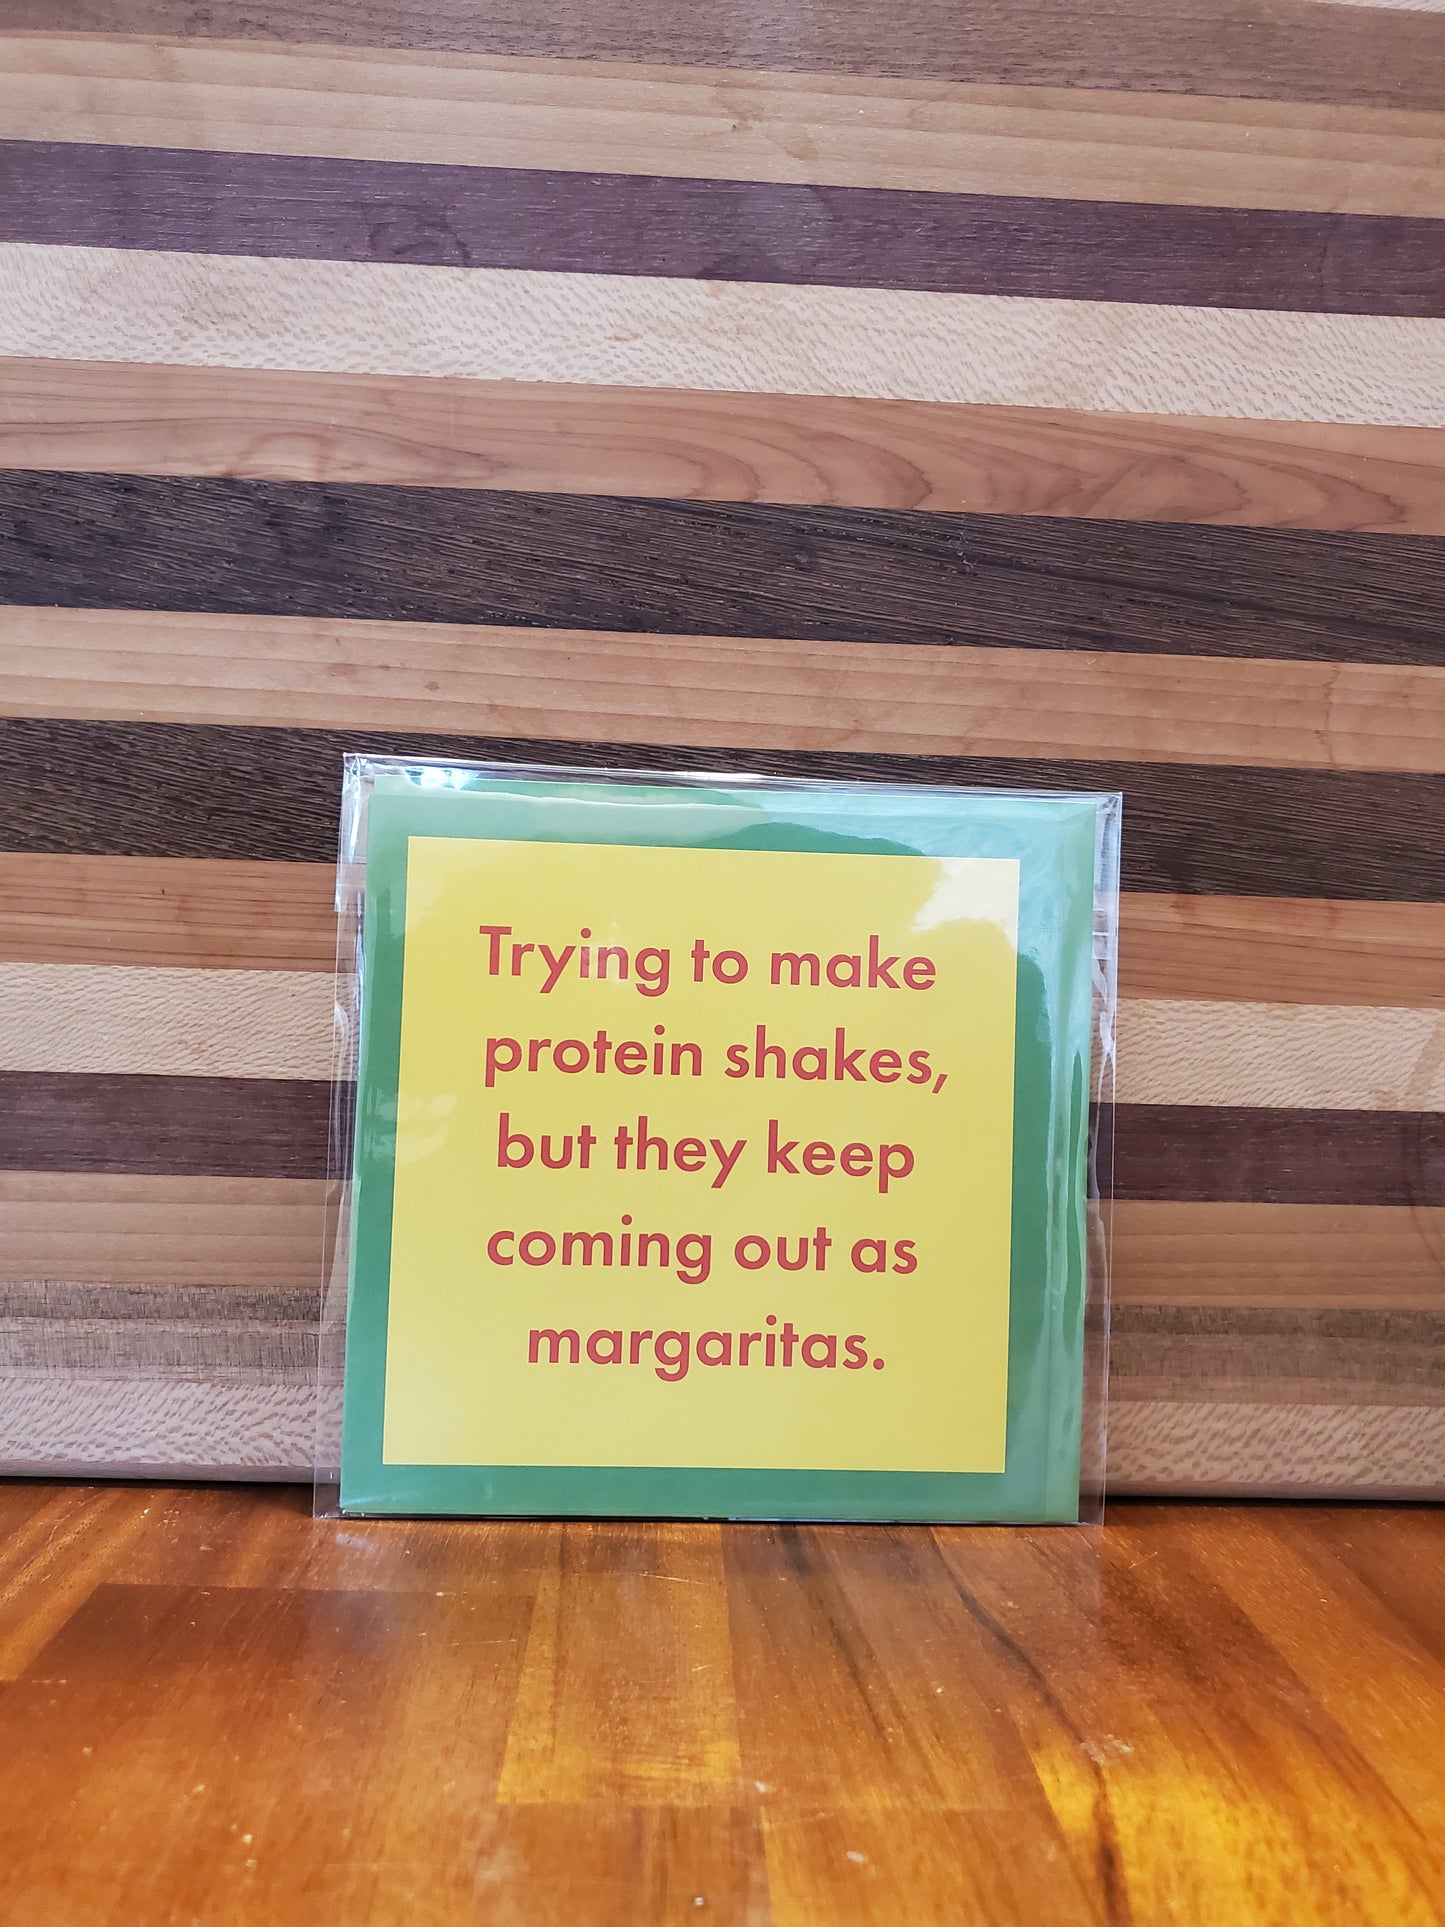 Trying to make
protein shakes,
but they keep
coming out as
margaritas.